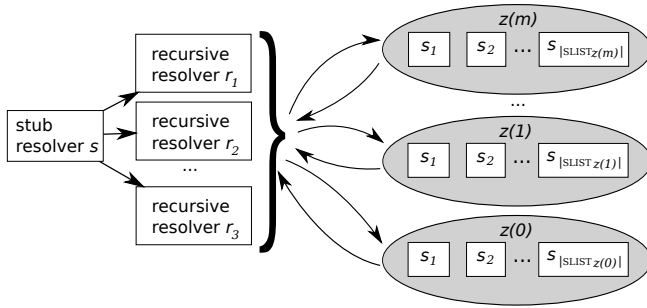 stub
resolver s
recursive
resolver r1
recursive
resolver r2
...
recursive
resolver r3
z(m)
s1 s2 ... s|SLISTz(m)|
...
z(1)
s1 s2 ... s|SLISTz(1)|
z(0)
s1 s2 ... s|SLISTz(0)|